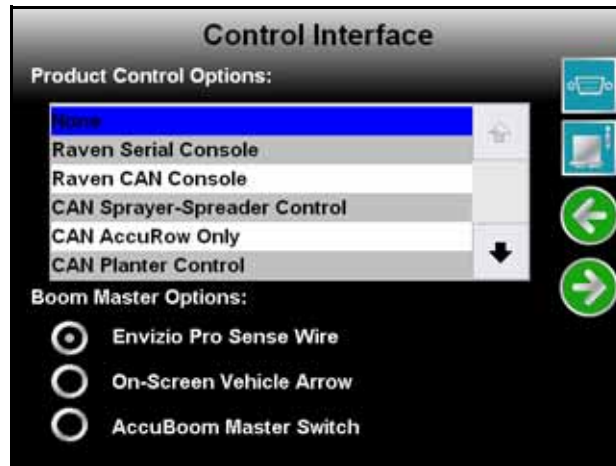 Control Interface
Product Control Options:
None
Raven Serial Console
Raven CAN Console
CAN Sprayer-Spreader Control
CAN AccuRow Only
CAN Planter Control
Boom Master Options:
Envizio Pro Sense Wire
On-Screen Vehicle Arrow
AccuBoom Master Switch